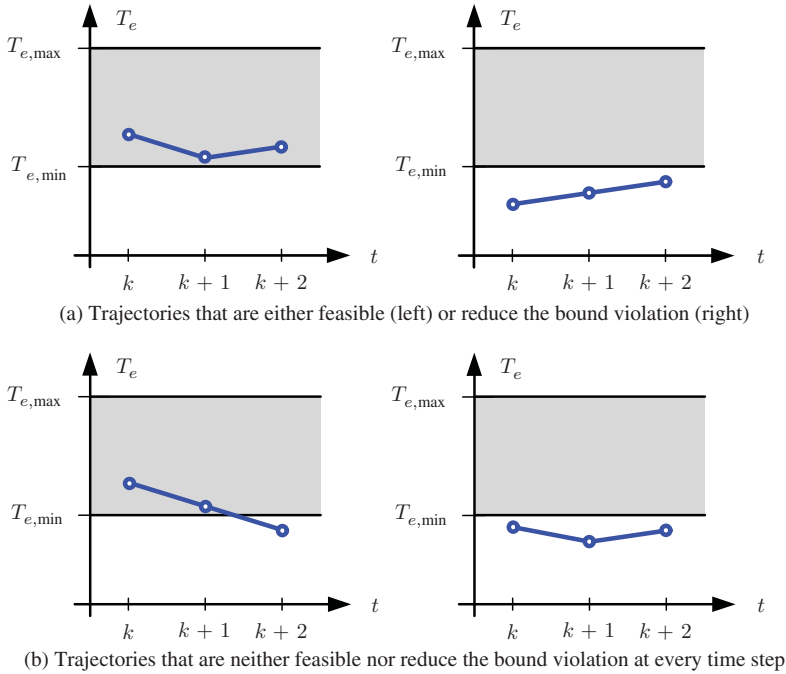 T_e T_e
T_{e,max} T_{e,max}
T_{e,min} T_{e,min}
k k + 1 k + 2 t k k + 1 k + 2 t
(a) Trajectories that are either feasible (left) or reduce the bound violation (right)
T_e T_e
T_{e,max} T_{e,max}
T_{e,min} T_{e,min}
k k + 1 k + 2 t k k + 1 k + 2 t
(b) Trajectories that are neither feasible nor reduce the bound violation at every time step